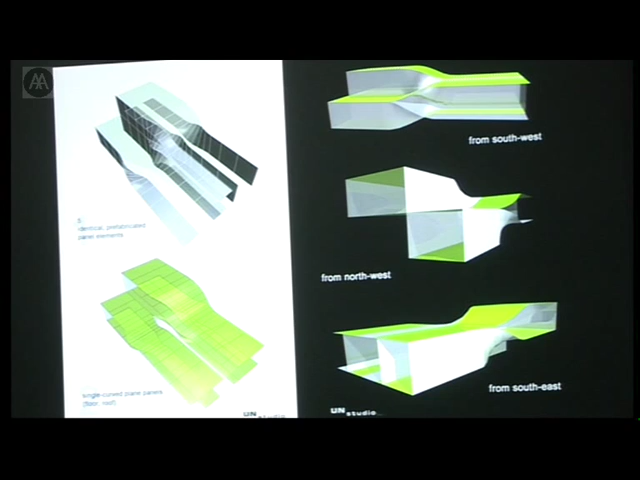 AA
from south-west
5.
identical, prefabricated
panel elements
from north-west
single-curved plane panels
(floor, roof)
from south-east
UN studio
UN studio